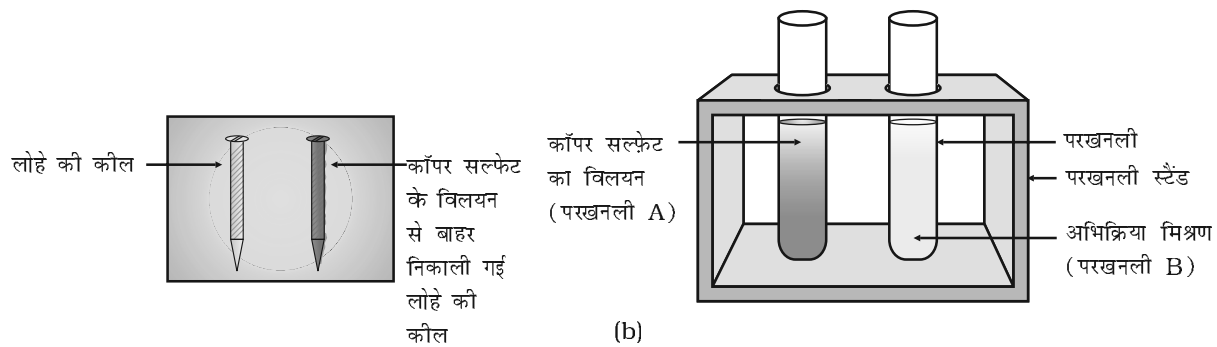 लोहे की कील
कॉपर सल्फेट
के विलयन
से बाहर
निकाली गई
लोहे की
कील
कॉपर सल्फ़ेट
का विलयन
(परखनली A)
परखनली
परखनली स्टैंड
अभिक्रिया मिश्रण
(परखनली B)
(b)